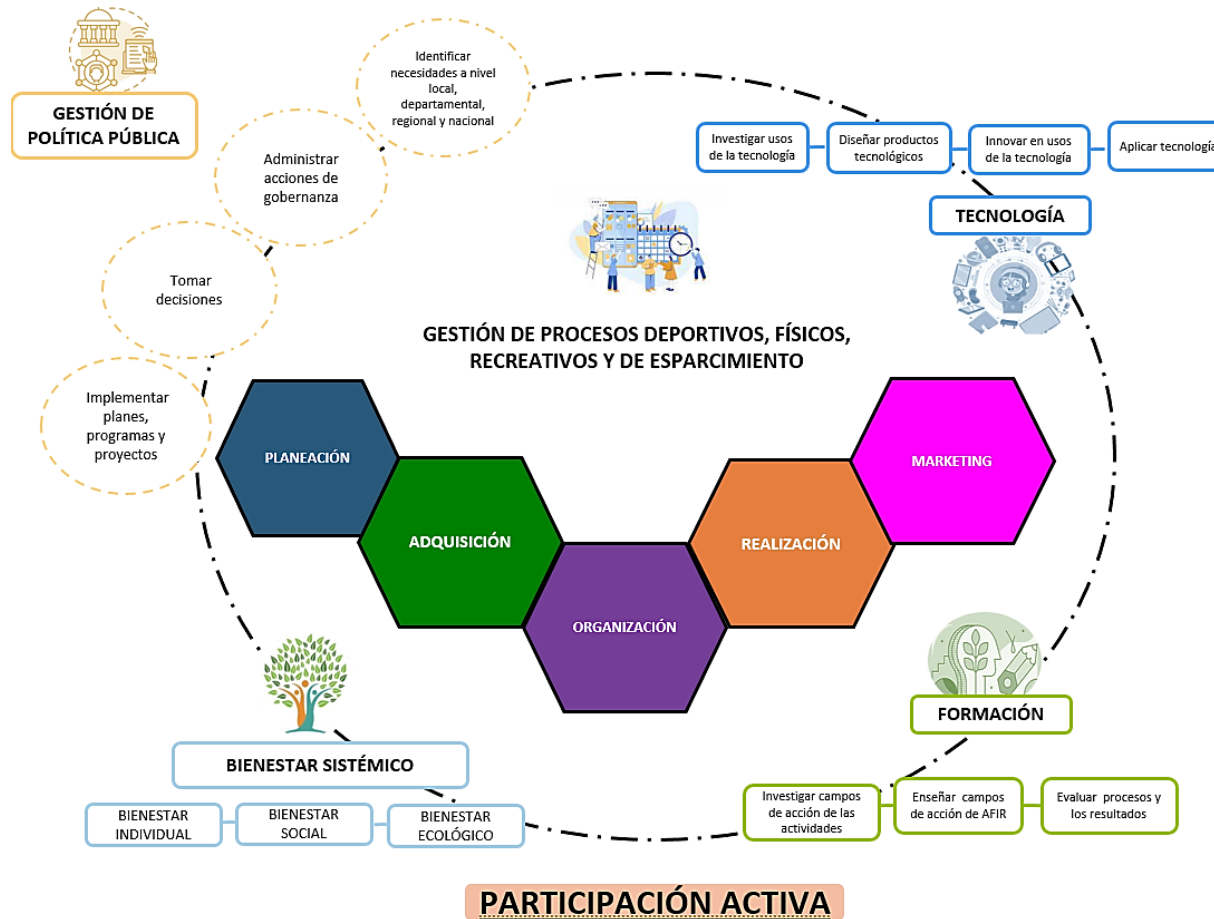 GESTIÓN DE
POLÍTICA PÚBLICA
Identificar
necesidades a nivel
local,
departamental,
regional y nacional
Administrar
acciones de
gobernanza
Tomar
decisiones
Implementar
planes,
programas y
proyectos
Investigar usos
de la tecnología
Diseñar productos
tecnológicos
Innovar en usos
de la tecnología
Aplicar tecnología
TECNOLOGÍA
GESTIÓN DE PROCESOS DEPORTIVOS, FÍSICOS,
RECREATIVOS Y DE ESPARCIMIENTO
PLANEACIÓN
ADQUISICIÓN
ORGANIZACIÓN
REALIZACIÓN
MARKETING
BIENESTAR SISTÉMICO
BIENESTAR
INDIVIDUAL
BIENESTAR
SOCIAL
BIENESTAR
ECOLÓGICO
FORMACIÓN
Investigar campos
de acción de las
actividades
Enseñar campos
de acción de AFIR
Evaluar procesos y
los resultados
PARTICIPACIÓN ACTIVA